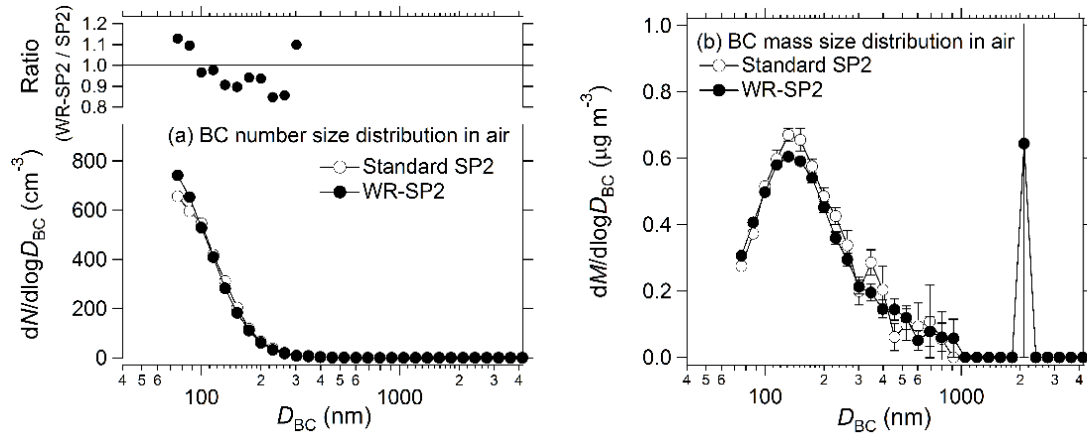 1.2
1.1
1.0
0.9
0.8
Ratio
(WR-SP2 / SP2)
(a) BC number size distribution in air
Standard SP2
WR-SP2
800
600
400
200
0
dN/dlogD_BC (cm⁻³)
4 5 6 100 2 3 4 5 6 1000 2 3 4
D_BC (nm)
(b) BC mass size distribution in air
Standard SP2
WR-SP2
1.0
0.8
0.6
0.4
0.2
0.0
dM/dlogD_BC (µg m⁻³)
4 5 6 100 2 3 4 5 6 1000 2 3 4
D_BC (nm)